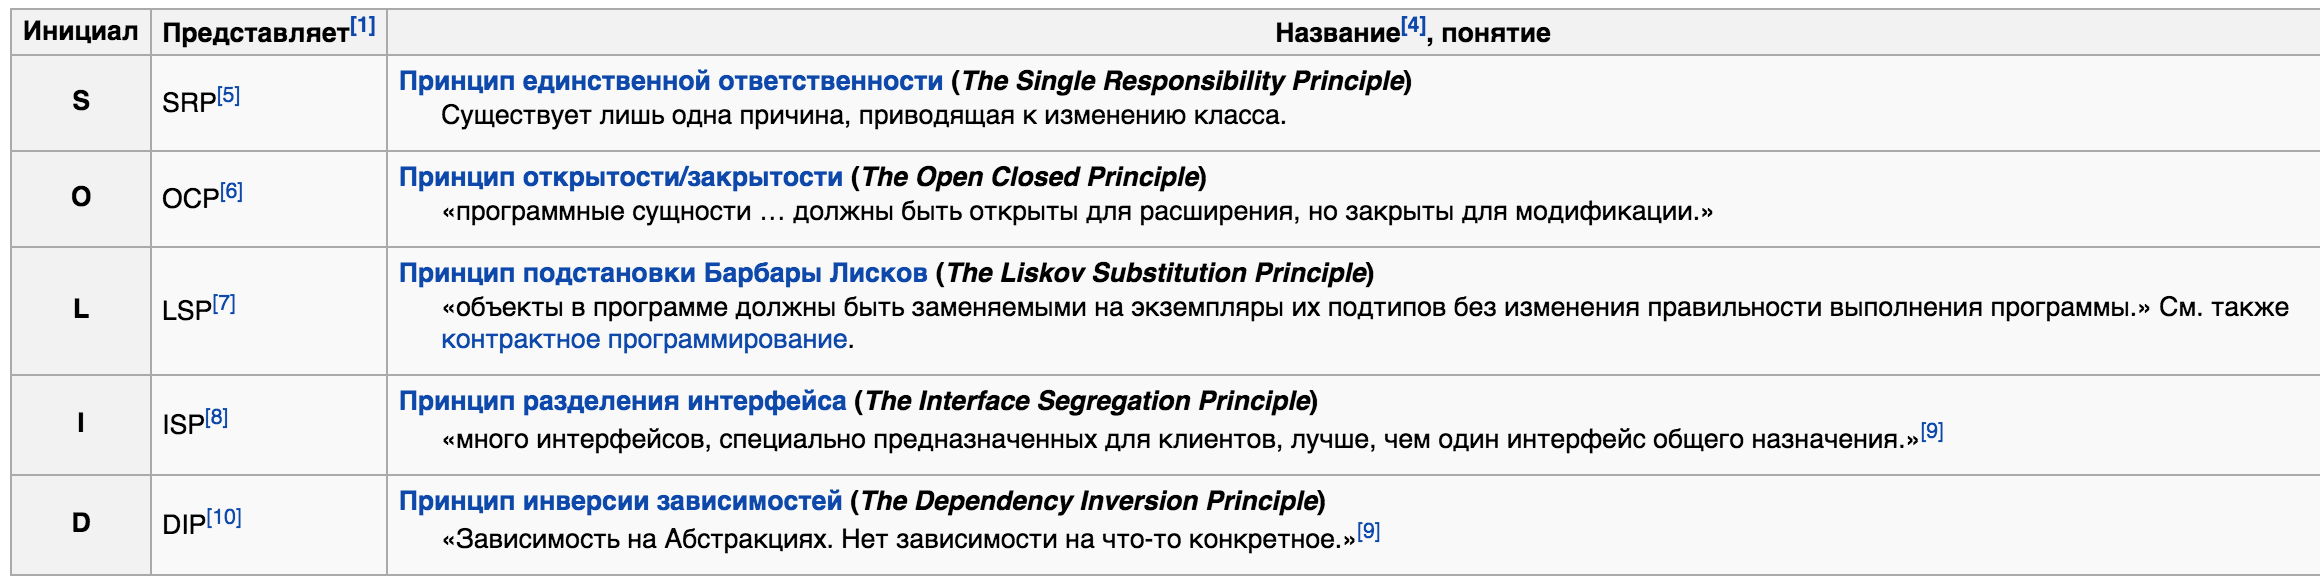 Инициал Представляет[1] Название[4], понятие
S SRP[5] Принцип единственной ответственности (The Single Responsibility Principle)
Существует лишь одна причина, приводящая к изменению класса.
O OCP[6] Принцип открытости/закрытости (The Open Closed Principle)
«программные сущности … должны быть открыты для расширения, но закрыты для модификации.»
L LSP[7] Принцип подстановки Барбары Лисков (The Liskov Substitution Principle)
«объекты в программе должны быть заменяемыми на экземпляры их подтипов без изменения правильности выполнения программы.» См. также
контрактное программирование.
I ISP[8] Принцип разделения интерфейса (The Interface Segregation Principle)
«много интерфейсов, специально предназначенных для клиентов, лучше, чем один интерфейс общего назначения.»[9]
D DIP[10] Принцип инверсии зависимостей (The Dependency Inversion Principle)
«Зависимость на Абстракциях. Нет зависимости на что-то конкретное.»[9]